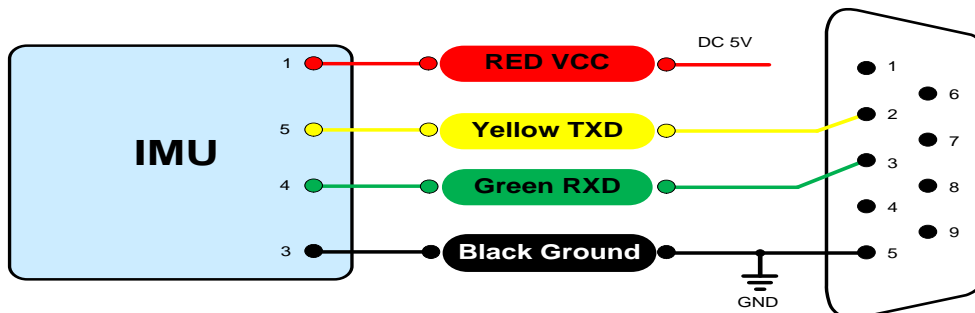 IMU
1
RED VCC
DC 5V
5
Yellow TXD
4
Green RXD
3
Black Ground
GND
1
6
2
7
3
8
4
9
5